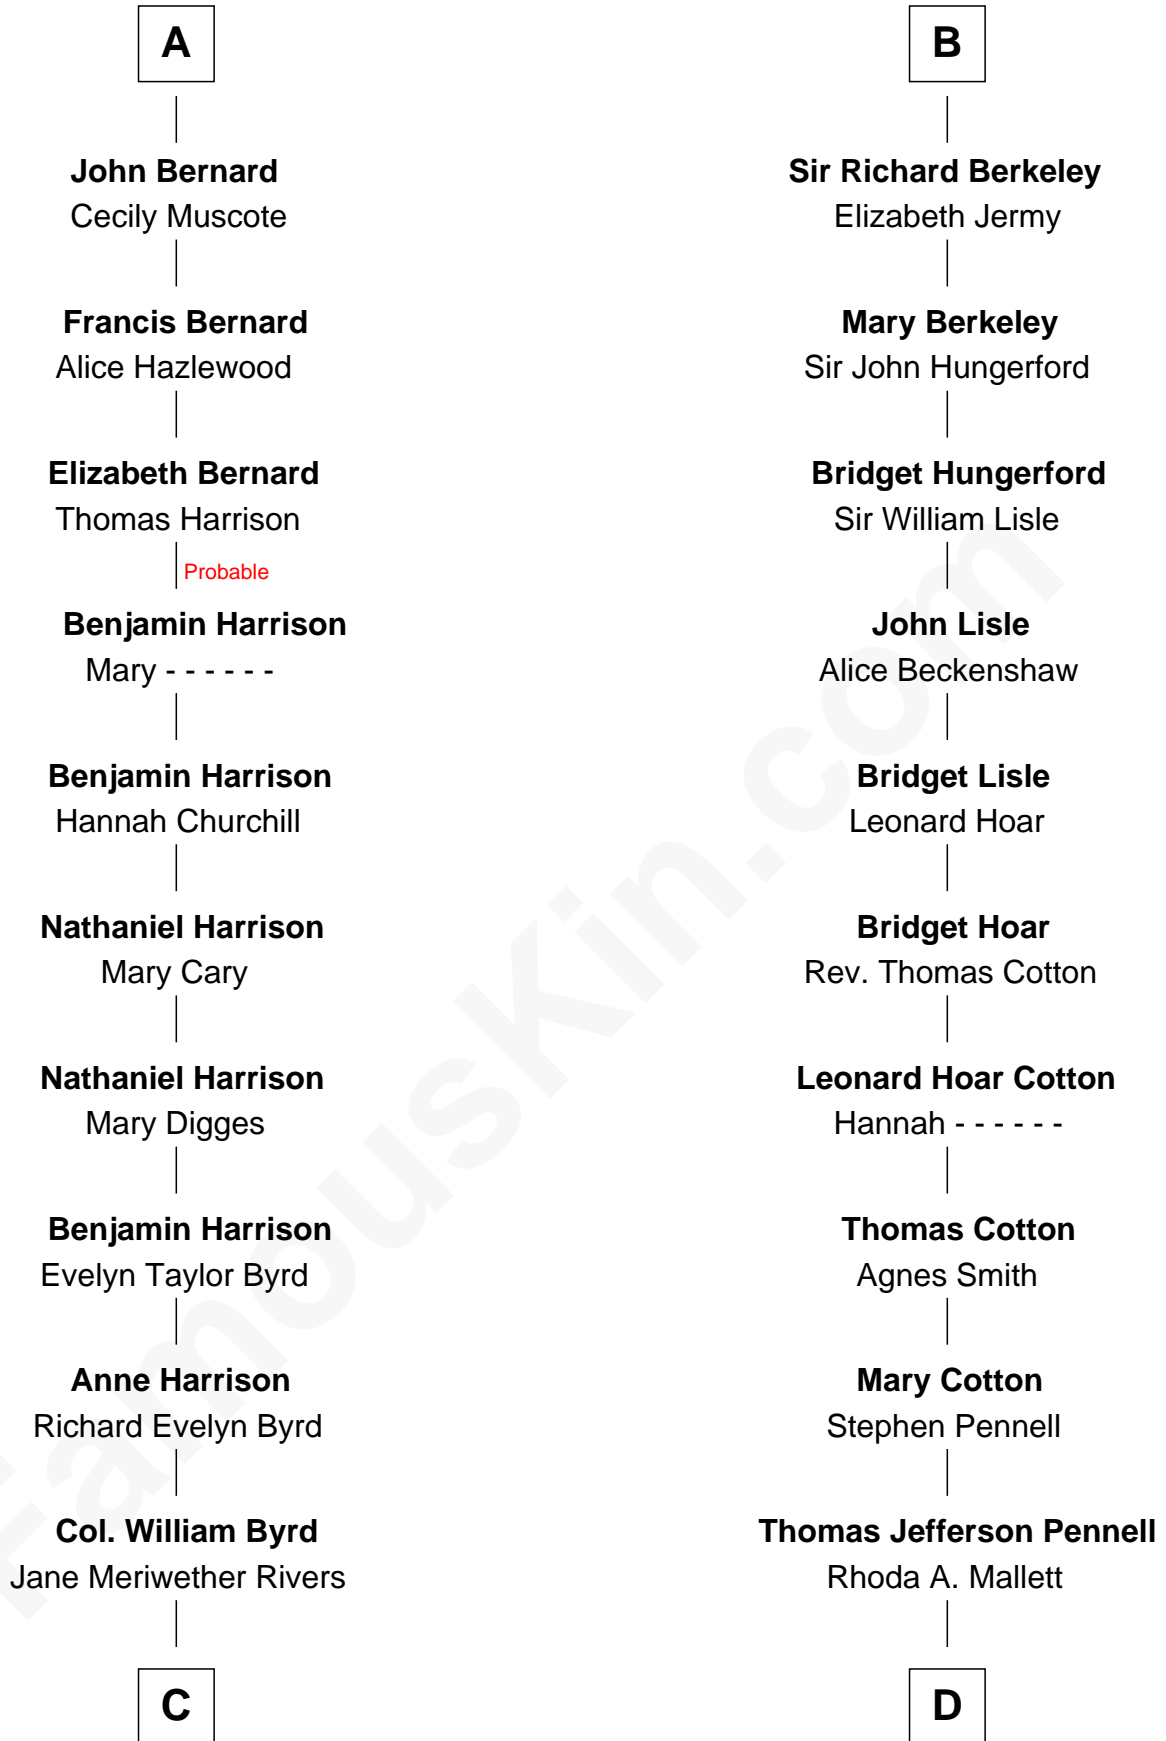 A
John Bernard
Cecily Muscote
Francis Bernard
Alice Hazlewood
Elizabeth Bernard
Thomas Harrison
Probable
Benjamin Harrison
Mary - - - - - -
Benjamin Harrison
Hannah Churchill
Nathaniel Harrison
Mary Cary
Nathaniel Harrison
Mary Digges
Benjamin Harrison
Evelyn Taylor Byrd
Anne Harrison
Richard Evelyn Byrd
Col. William Byrd
Jane Meriwether Rivers
C
B
Sir Richard Berkeley
Elizabeth Jermy
Mary Berkeley
Sir John Hungerford
Bridget Hungerford
Sir William Lisle
John Lisle
Alice Beckenshaw
Bridget Lisle
Leonard Hoar
Bridget Hoar
Rev. Thomas Cotton
Leonard Hoar Cotton
Hannah - - - - - -
Thomas Cotton
Agnes Smith
Mary Cotton
Stephen Pennell
Thomas Jefferson Pennell
Rhoda A. Mallett
D
FamousKin.com